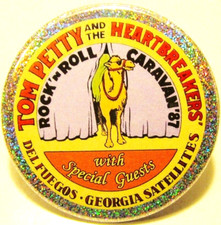 TOM PETTY AND THE HEARTBREAKERS'
ROCK 'N' ROLL CARAVAN '87
with
Special Guests
DEL FUEGOS · GEORGIA SATELLITES